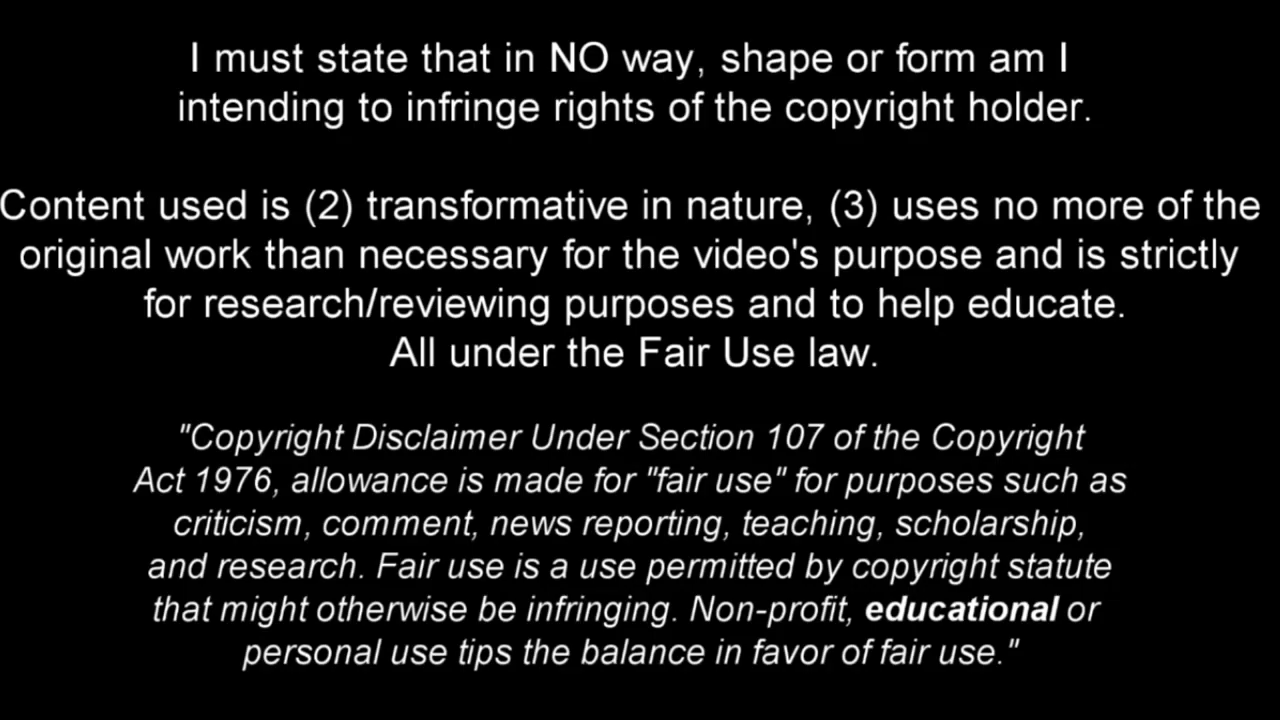 I must state that in NO way, shape or form am I
intending to infringe rights of the copyright holder.
Content used is (2) transformative in nature, (3) uses no more of the
original work than necessary for the video's purpose and is strictly
for research/reviewing purposes and to help educate.
All under the Fair Use law.
"Copyright Disclaimer Under Section 107 of the Copyright
Act 1976, allowance is made for "fair use" for purposes such as
criticism, comment, news reporting, teaching, scholarship,
and research. Fair use is a use permitted by copyright statute
that might otherwise be infringing. Non-profit, educational or
personal use tips the balance in favor of fair use."